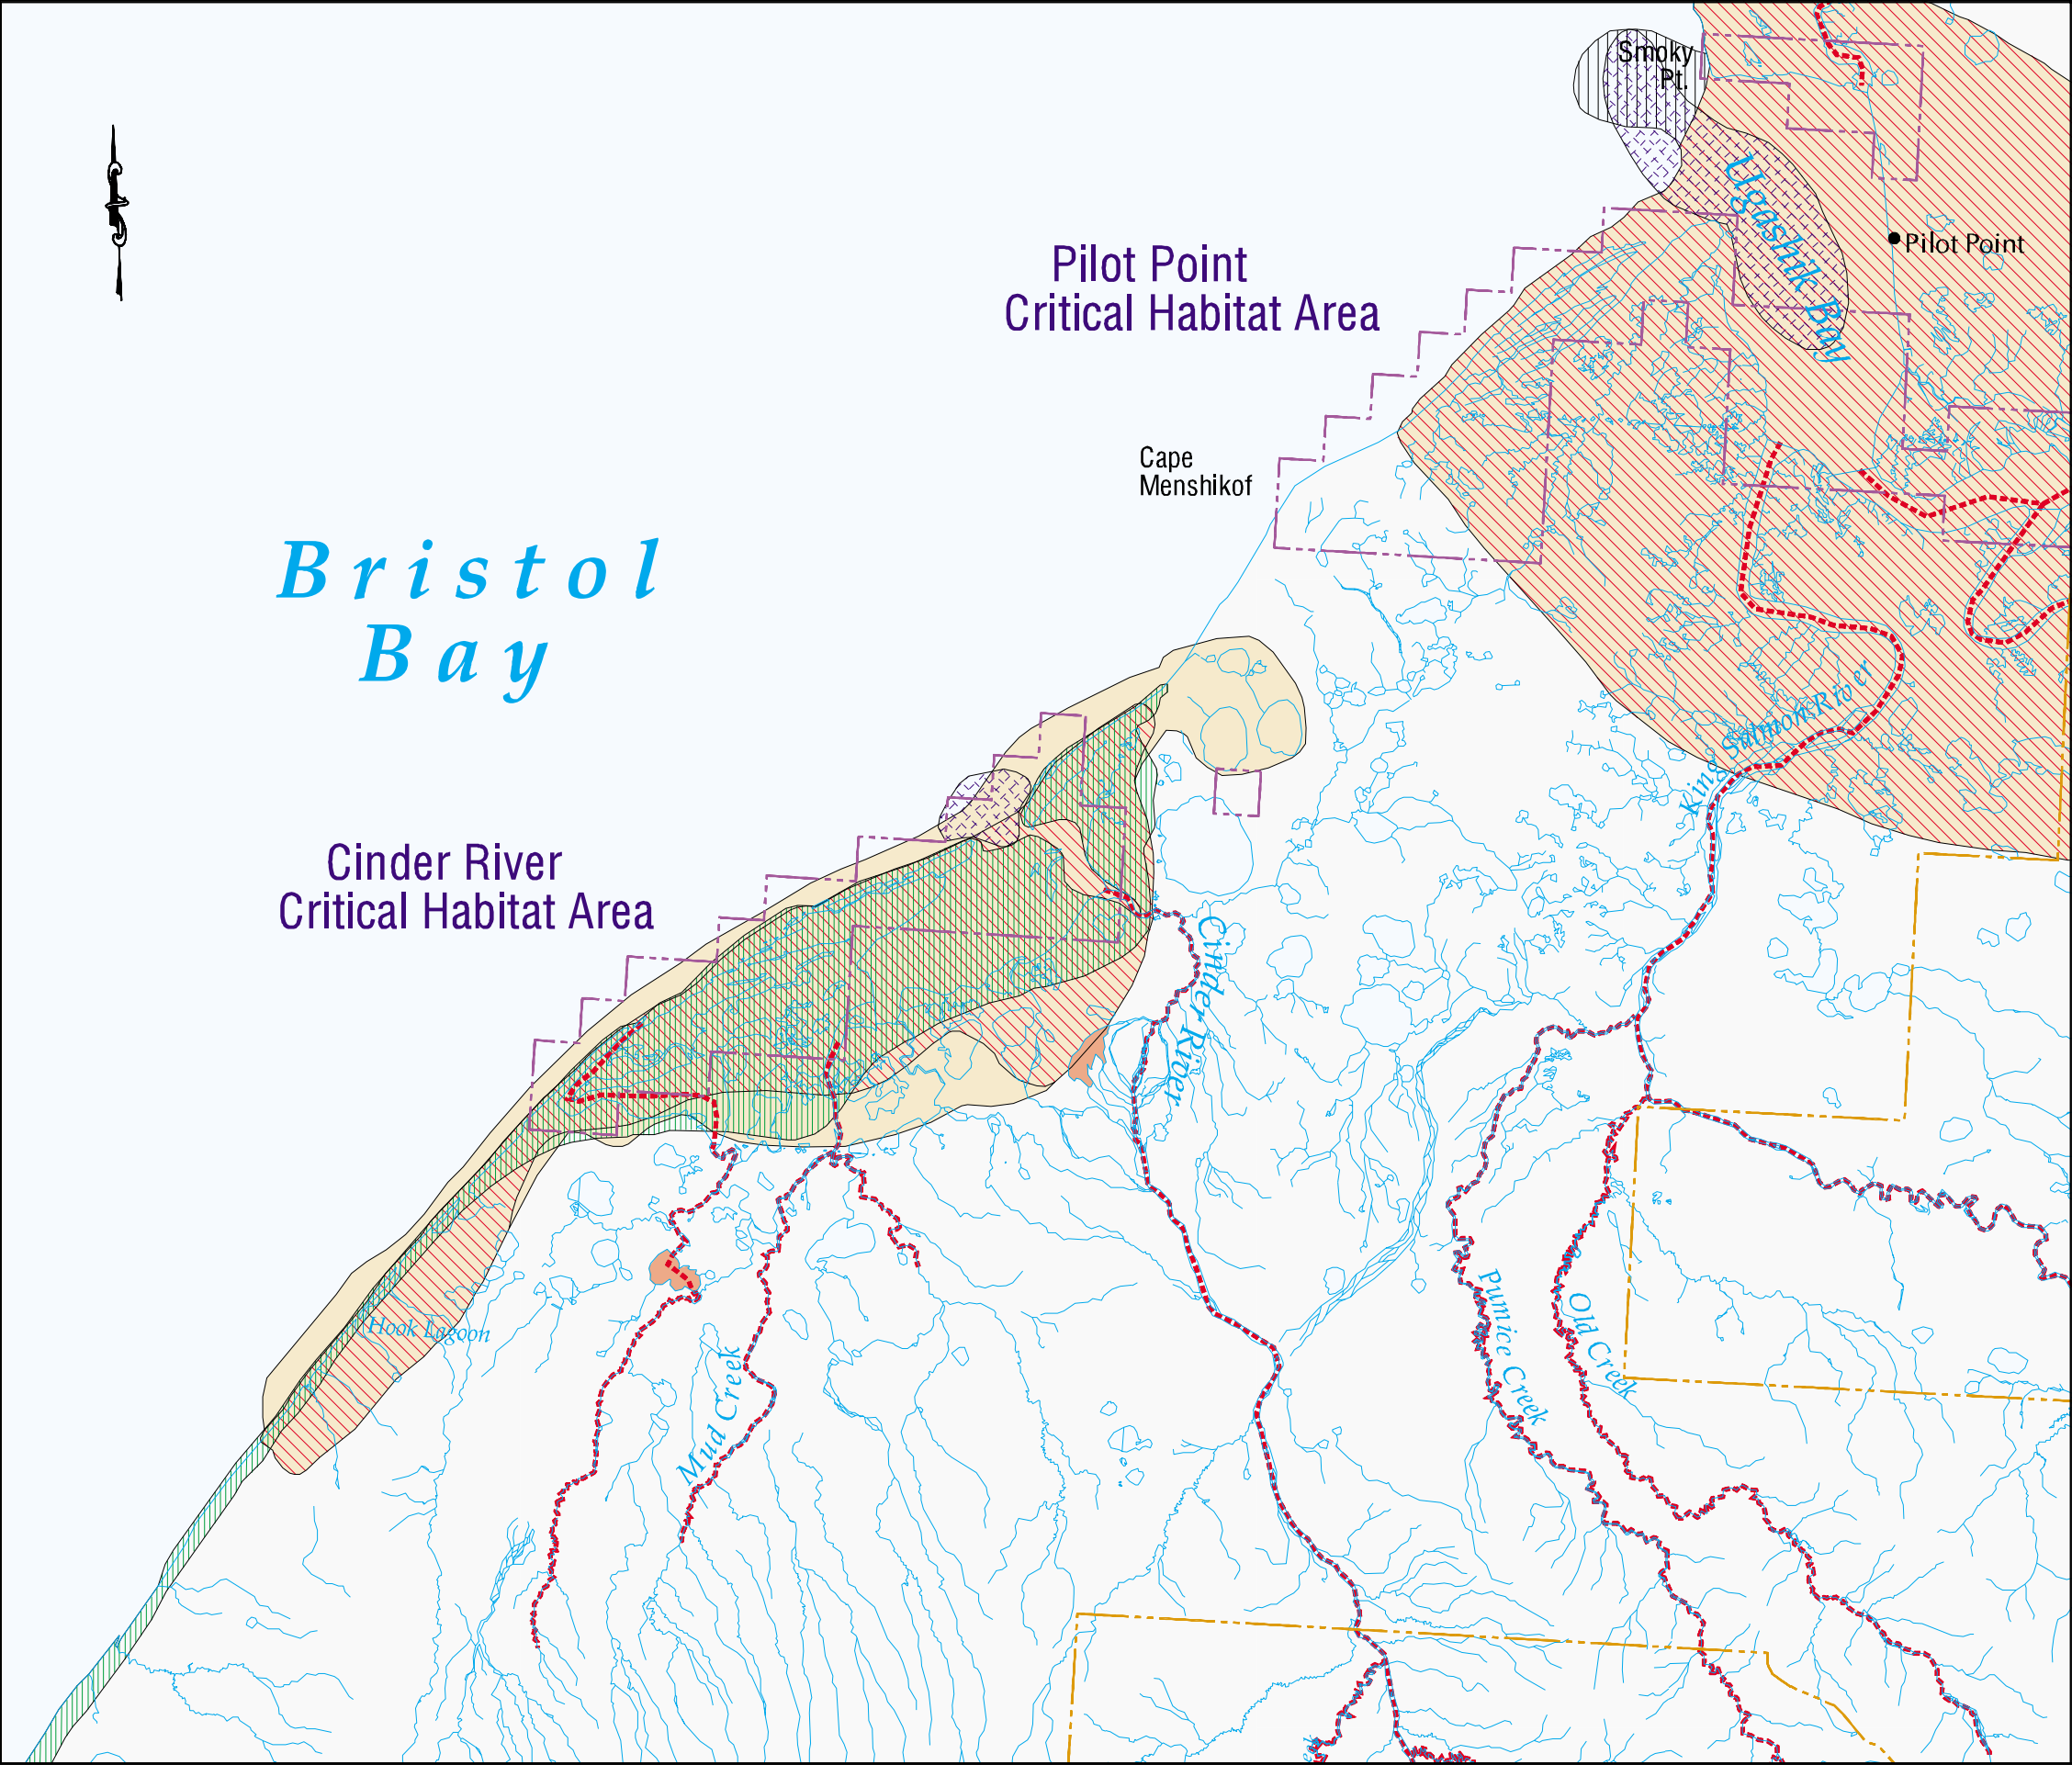 Smoky
Pt.
Ugashik Bay
Pilot Point
Pilot Point
Critical Habitat Area
Cape
Menshikof
Bristol
Bay
King Salmon River
Cinder River
Critical Habitat Area
Cinder River
Hook Lagoon
Mud Creek
Pumice Creek
Old Creek